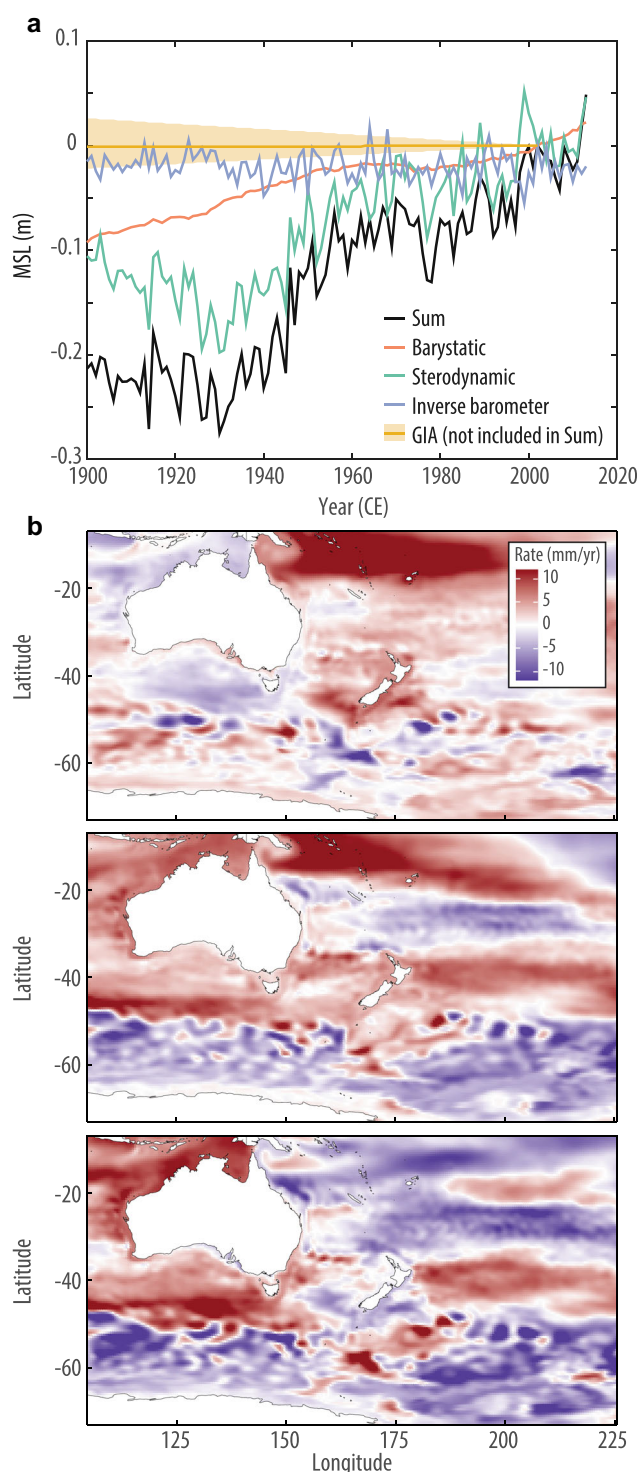 a
0.1
0
-0.1
-0.2
-0.3
MSL (m)
Sum
Barystatic
Sterodynamic
Inverse barometer
GIA (not included in Sum)
1900 1920 1940 1960 1980 2000 2020
Year (CE)
b
Rate (mm/yr)
10
5
0
-5
-10
-20
-40
-60
Latitude
-20
-40
-60
Latitude
-20
-40
-60
Latitude
125 150 175 200 225
Longitude